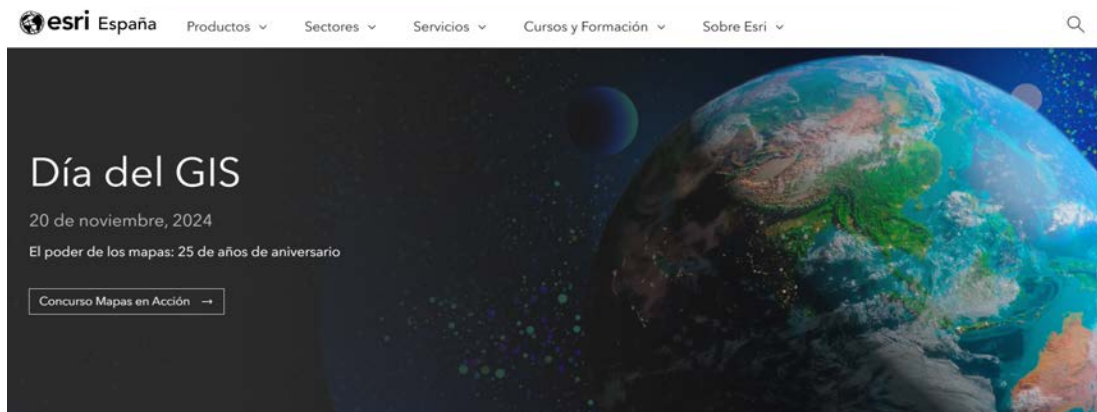 esri España
Productos
Sectores
Servicios
Cursos y Formación
Sobre Esri
Día del GIS
20 de noviembre, 2024
El poder de los mapas: 25 de años de aniversario
Concurso Mapas en Acción →